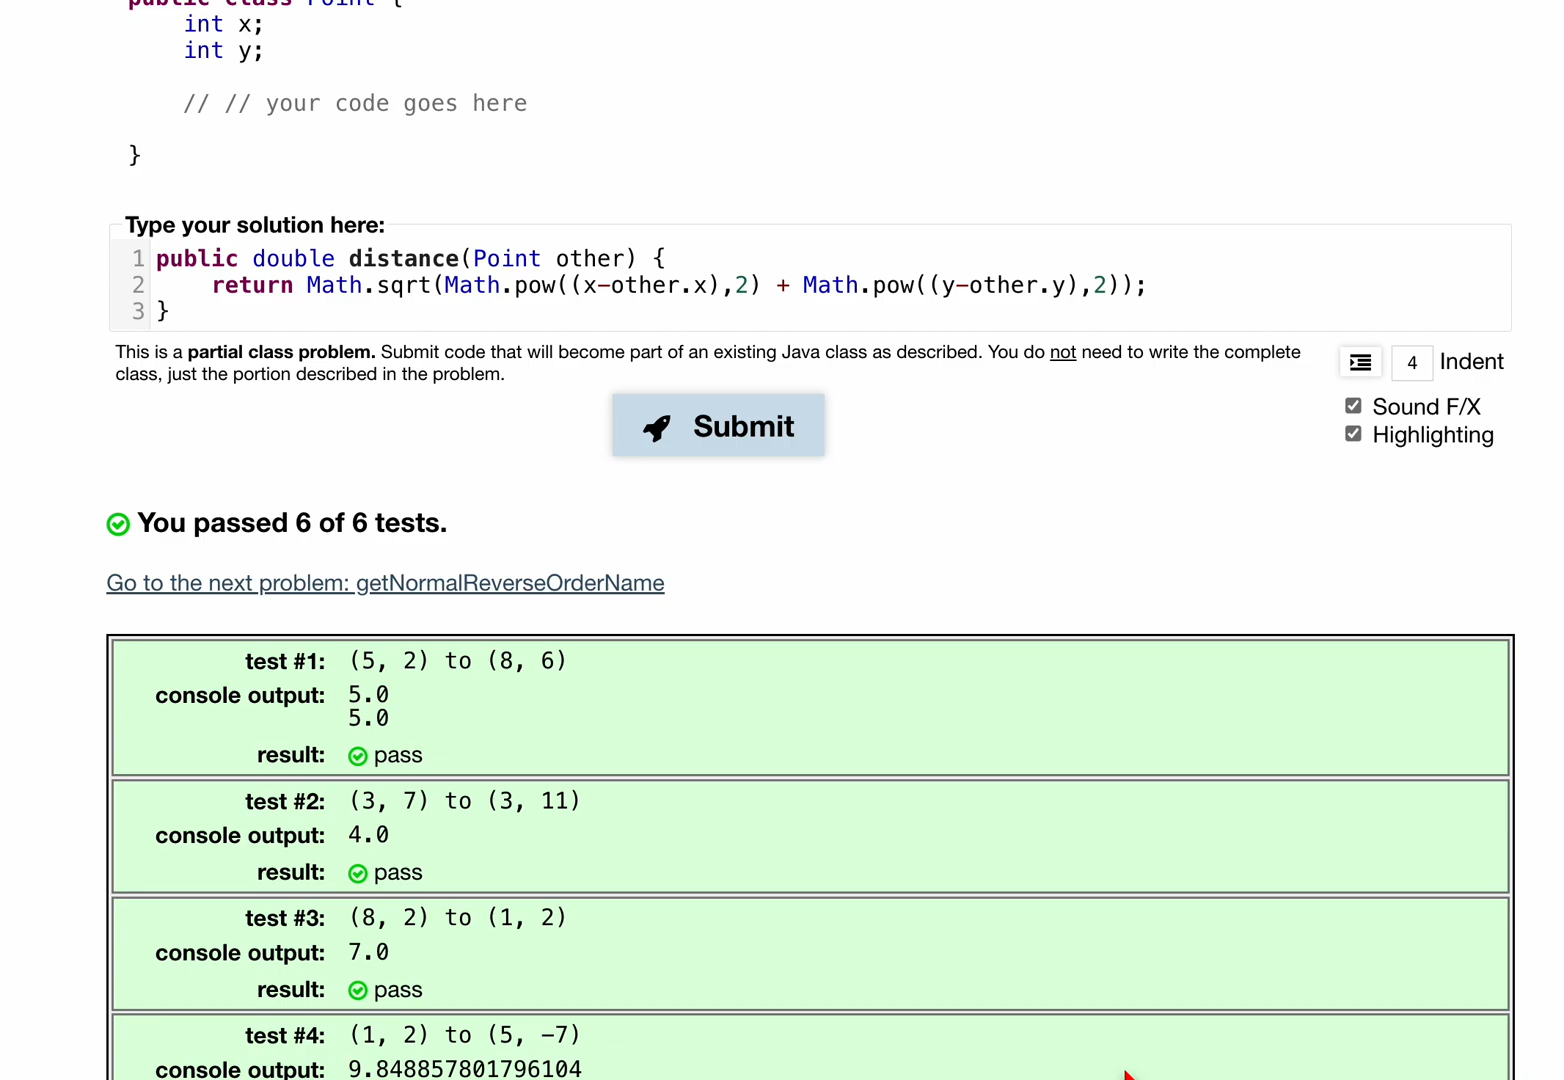 public class Point {
int x;
int y;
// // your code goes here
}
Type your solution here:
1 public double distance(Point other) {
2 return Math.sqrt(Math.pow((x-other.x),2) + Math.pow((y-other.y),2));
3 }
This is a partial class problem. Submit code that will become part of an existing Java class as described. You do not need to write the complete
class, just the portion described in the problem.
4 Indent
Sound F/X
Highlighting
Submit
You passed 6 of 6 tests.
Go to the next problem: getNormalReverseOrderName
test #1: (5, 2) to (8, 6)
console output: 5.0
5.0
result: pass
test #2: (3, 7) to (3, 11)
console output: 4.0
result: pass
test #3: (8, 2) to (1, 2)
console output: 7.0
result: pass
test #4: (1, 2) to (5, -7)
console output: 9.848857801796104